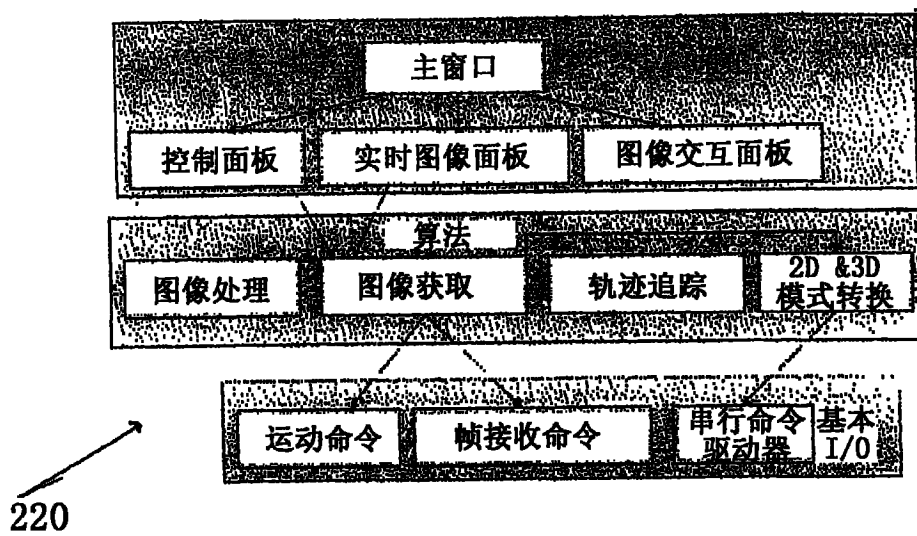 主窗口
控制面板
实时图像面板
图像交互面板
算法
图像处理
图像获取
轨迹追踪
2D &3D
模式转换
运动命令
帧接收命令
串行命令
驱动器
基本
I/O
220